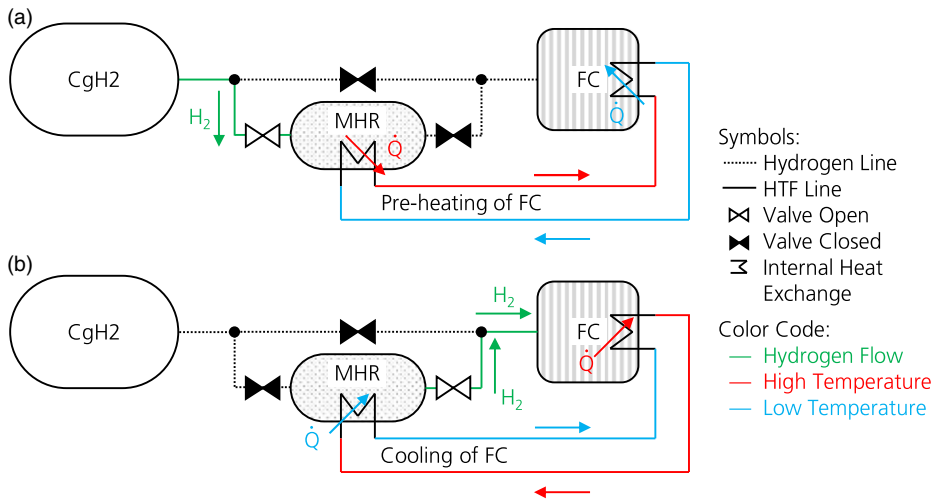 (a)
CgH2
H2
MHR
Q̇
FC
Q̇
Pre-heating of FC
(b)
CgH2
H2
FC
Q̇
MHR
H2
Q̇
Cooling of FC
Symbols:
Hydrogen Line
HTF Line
Valve Open
Valve Closed
Internal Heat
Exchange
Color Code:
Hydrogen Flow
High Temperature
Low Temperature